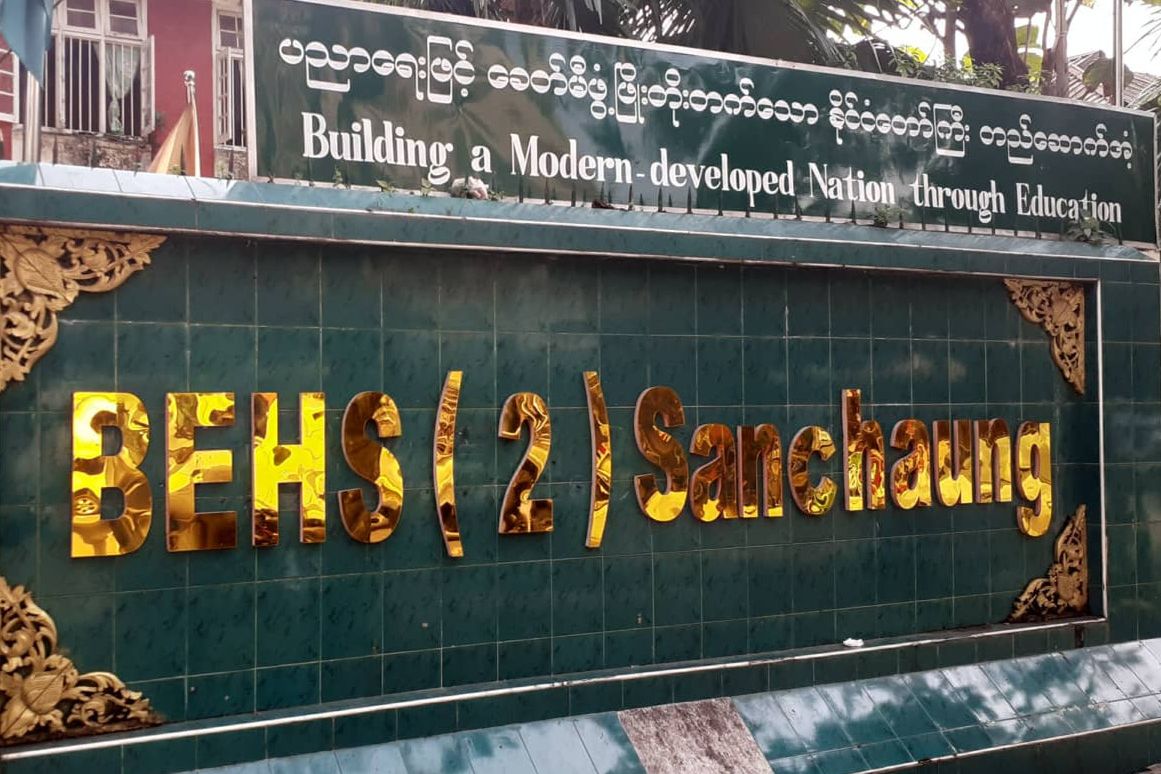 ပညာရေးဖြင့် ခေတ်မီဖွံ့ဖြိုးတိုးတက်သော နိုင်ငံတော်ကြီး တည်ဆောက်အံ့
Building a Modern-developed Nation through Education
BEHS (2) Sanchaung